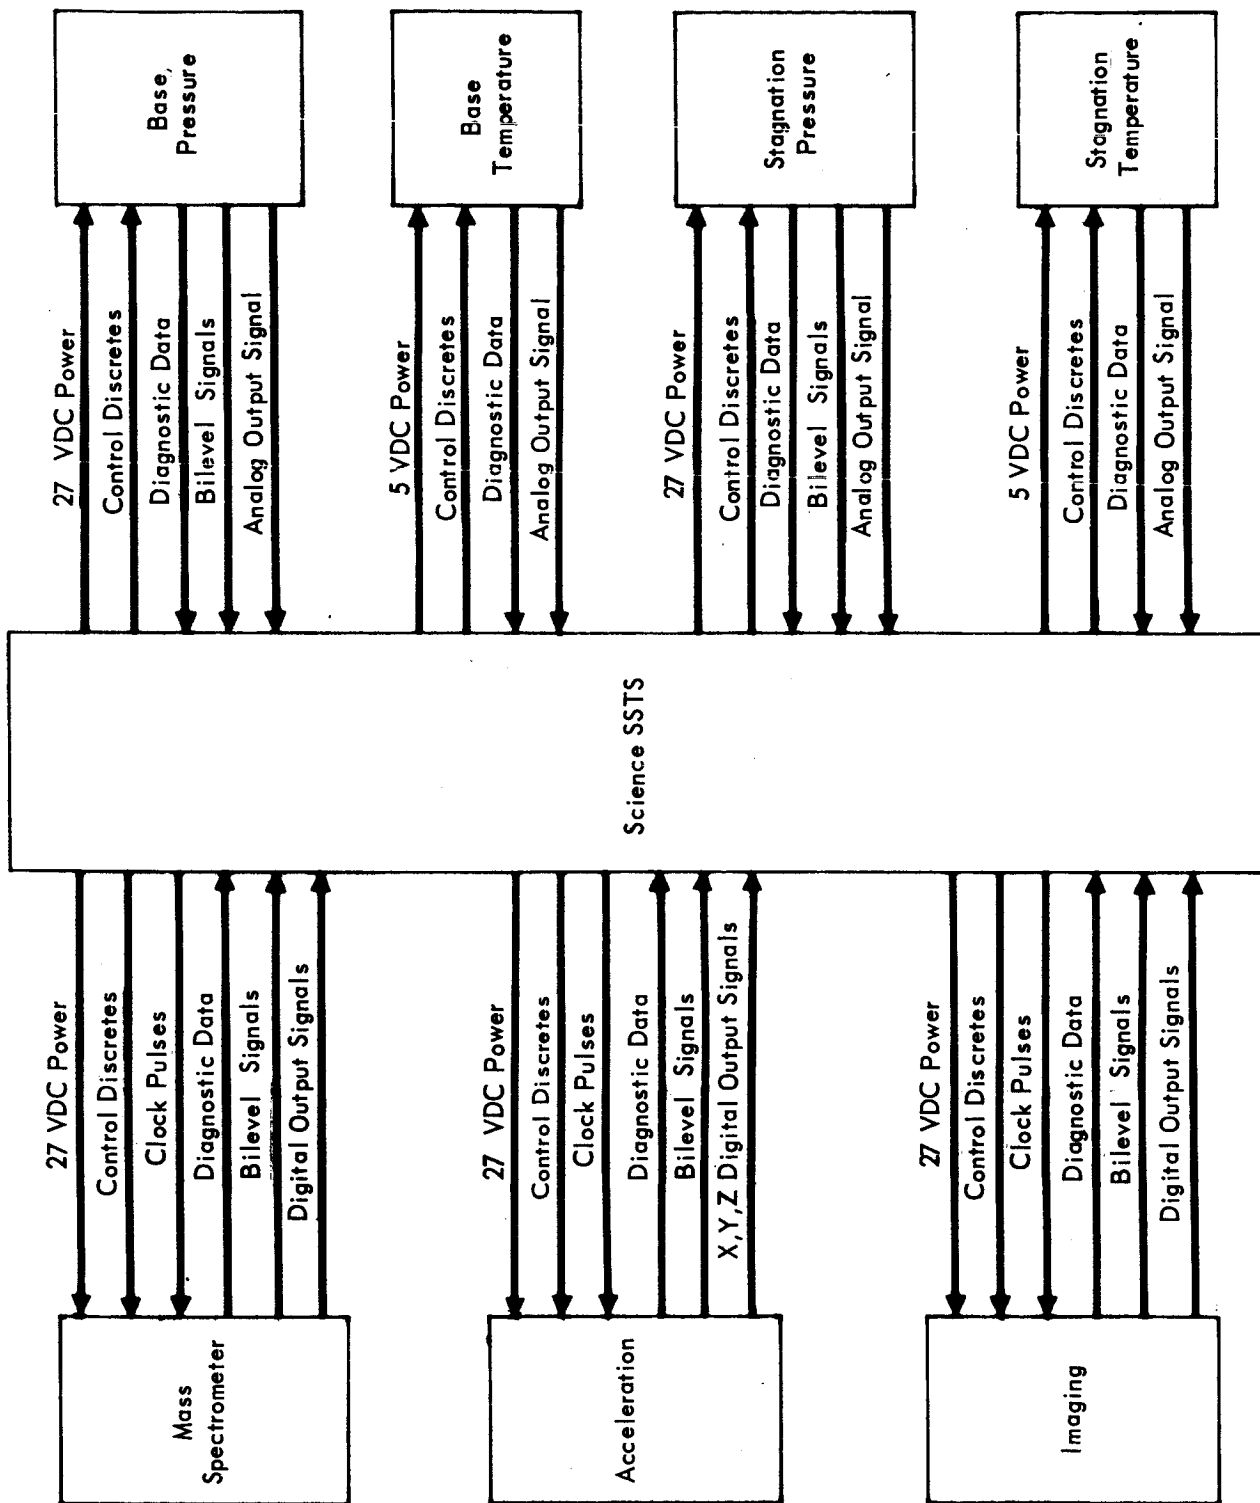 Base,
Pressure
27 VDC Power
Control Discretes
Diagnostic Data
Bilevel Signals
Analog Output Signal
Base
Temperature
5 VDC Power
Control Discretes
Diagnostic Data
Analog Output Signal
Stagnation
Pressure
27 VDC Power
Control Discretes
Diagnostic Data
Bilevel Signals
Analog Output Signal
Stagnation
Temperature
5 VDC Power
Control Discretes
Diagnostic Data
Analog Output Signal
Science SSTS
27 VDC Power
Control Discretes
Clock Pulses
Diagnostic Data
Bilevel Signals
Digital Output Signals
Mass
Spectrometer
27 VDC Power
Control Discretes
Clock Pulses
Diagnostic Data
Bilevel Signals
X,Y,Z Digital Output Signals
Acceleration
27 VDC Power
Control Discretes
Clock Pulses
Diagnostic Data
Bilevel Signals
Digital Output Signals
Imaging